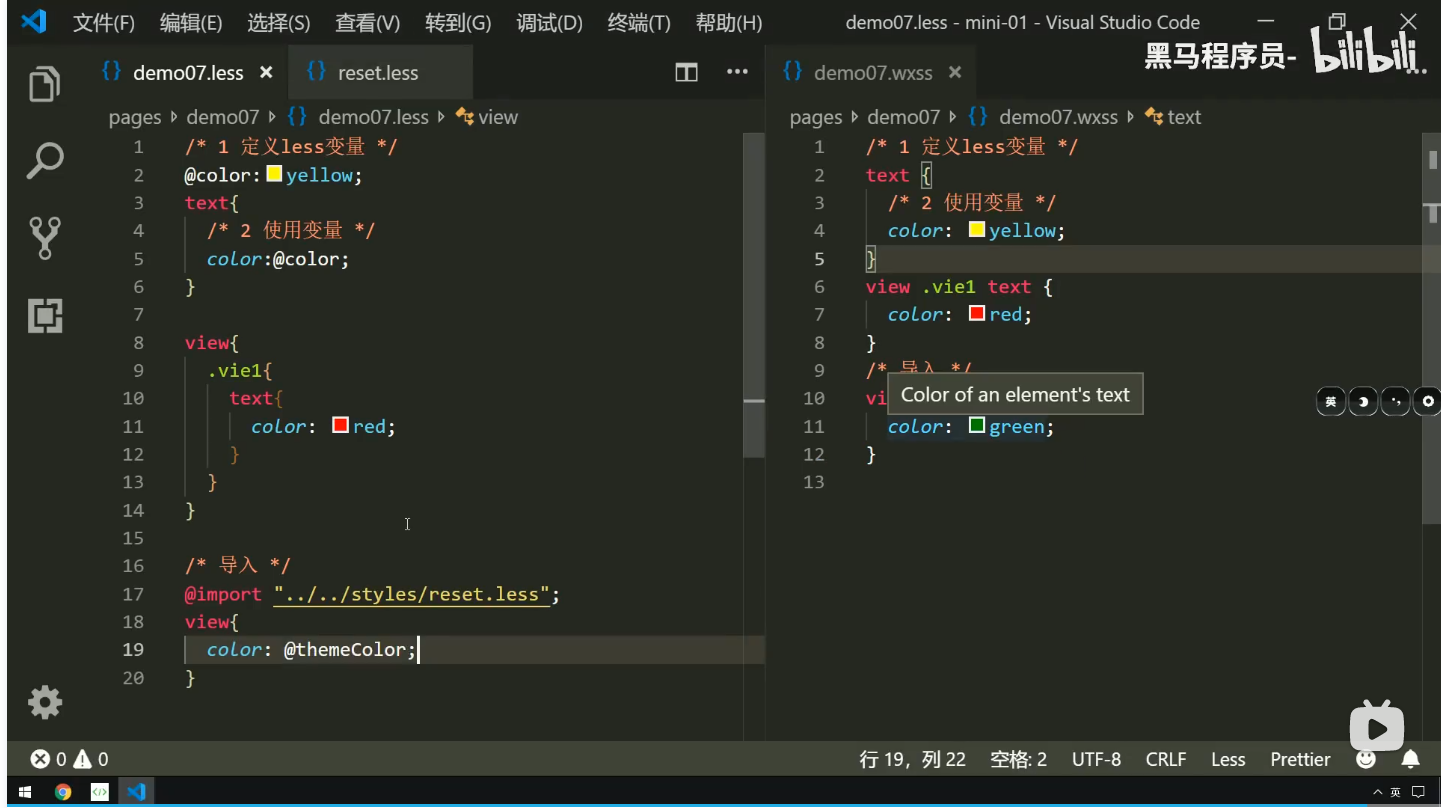 文件(F) 编辑(E) 选择(S) 查看(V) 转到(G) 调试(D) 终端(T) 帮助(H) demo07.less - mini-01 - Visual Studio Code
黑马程序员- bilibili
demo07.less × reset.less
demo07.wxss ×
pages demo07 {} demo07.less view
1 /* 1 定义less变量 */
2 @color: yellow;
3 text{
4 /* 2 使用变量 */
5 color:@color;
6 }
7
8 view{
9 .vie1{
10 text{
11 color: red;
12 }
13 }
14 }
15
16 /* 导入 */
17 @import "../../styles/reset.less";
18 view{
19 color: @themeColor;
20 }
pages demo07 {} demo07.wxss text
1 /* 1 定义less变量 */
2 text {
3 /* 2 使用变量 */
4 color: yellow;
5 }
6 view .vie1 text {
7 color: red;
8 }
9 /* 导入 */
10 vi
Color of an element's text
11 color: green;
12 }
13
英
0 0 行 19，列 22 空格: 2 UTF-8 CRLF Less Prettier
英